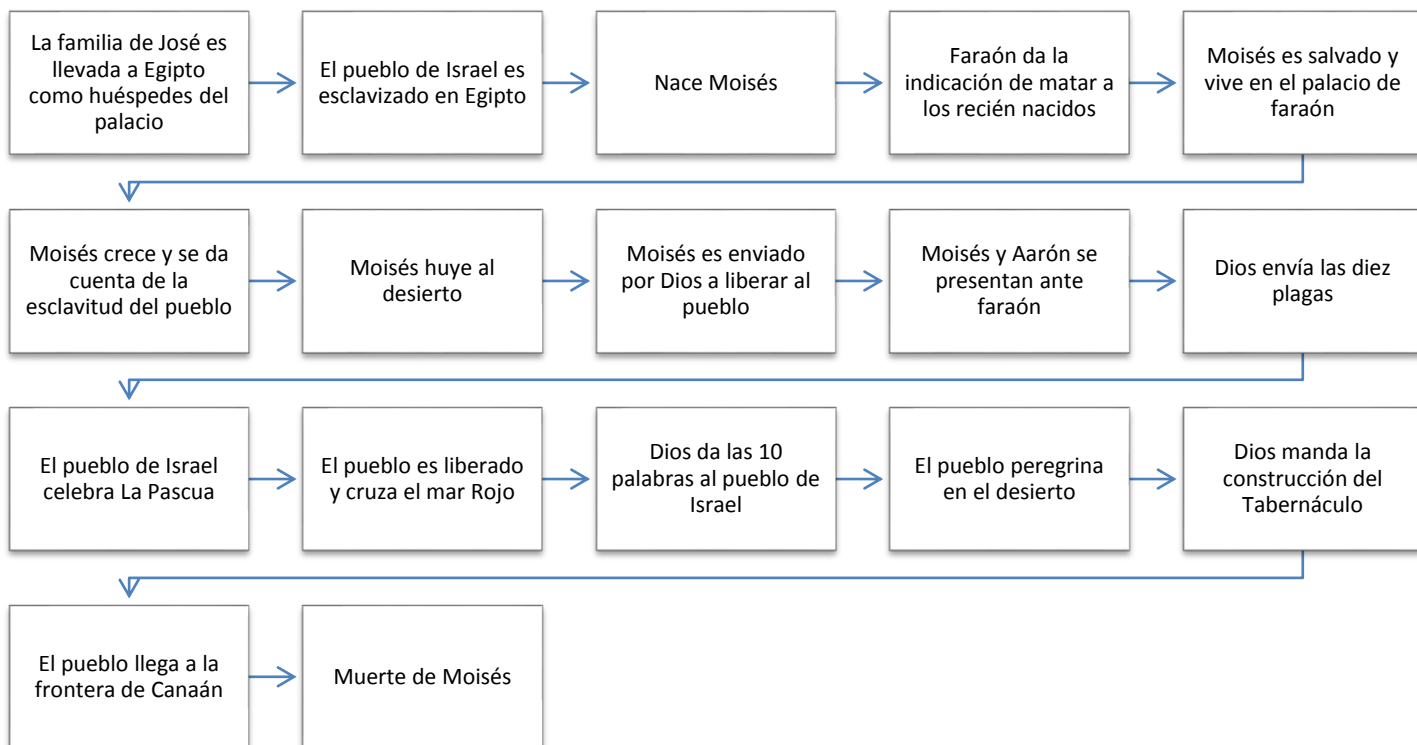 La familia de José es
llevada a Egipto
como huéspedes del
palacio
El pueblo de Israel es
esclavizado en Egipto
Nace Moisés
Faraón da la
indicación de matar a
los recién nacidos
Moisés es salvado y
vive en el palacio de
faraón
Moisés crece y se da
cuenta de la
esclavitud del pueblo
Moisés huye al
desierto
Moisés es enviado
por Dios a liberar al
pueblo
Moisés y Aarón se
presentan ante
faraón
Dios envía las diez
plagas
El pueblo de Israel
celebra La Pascua
El pueblo es liberado
y cruza el mar Rojo
Dios da las 10
palabras al pueblo de
Israel
El pueblo peregrina
en el desierto
Dios manda la
construcción del
Tabernáculo
El pueblo llega a la
frontera de Canaán
Muerte de Moisés